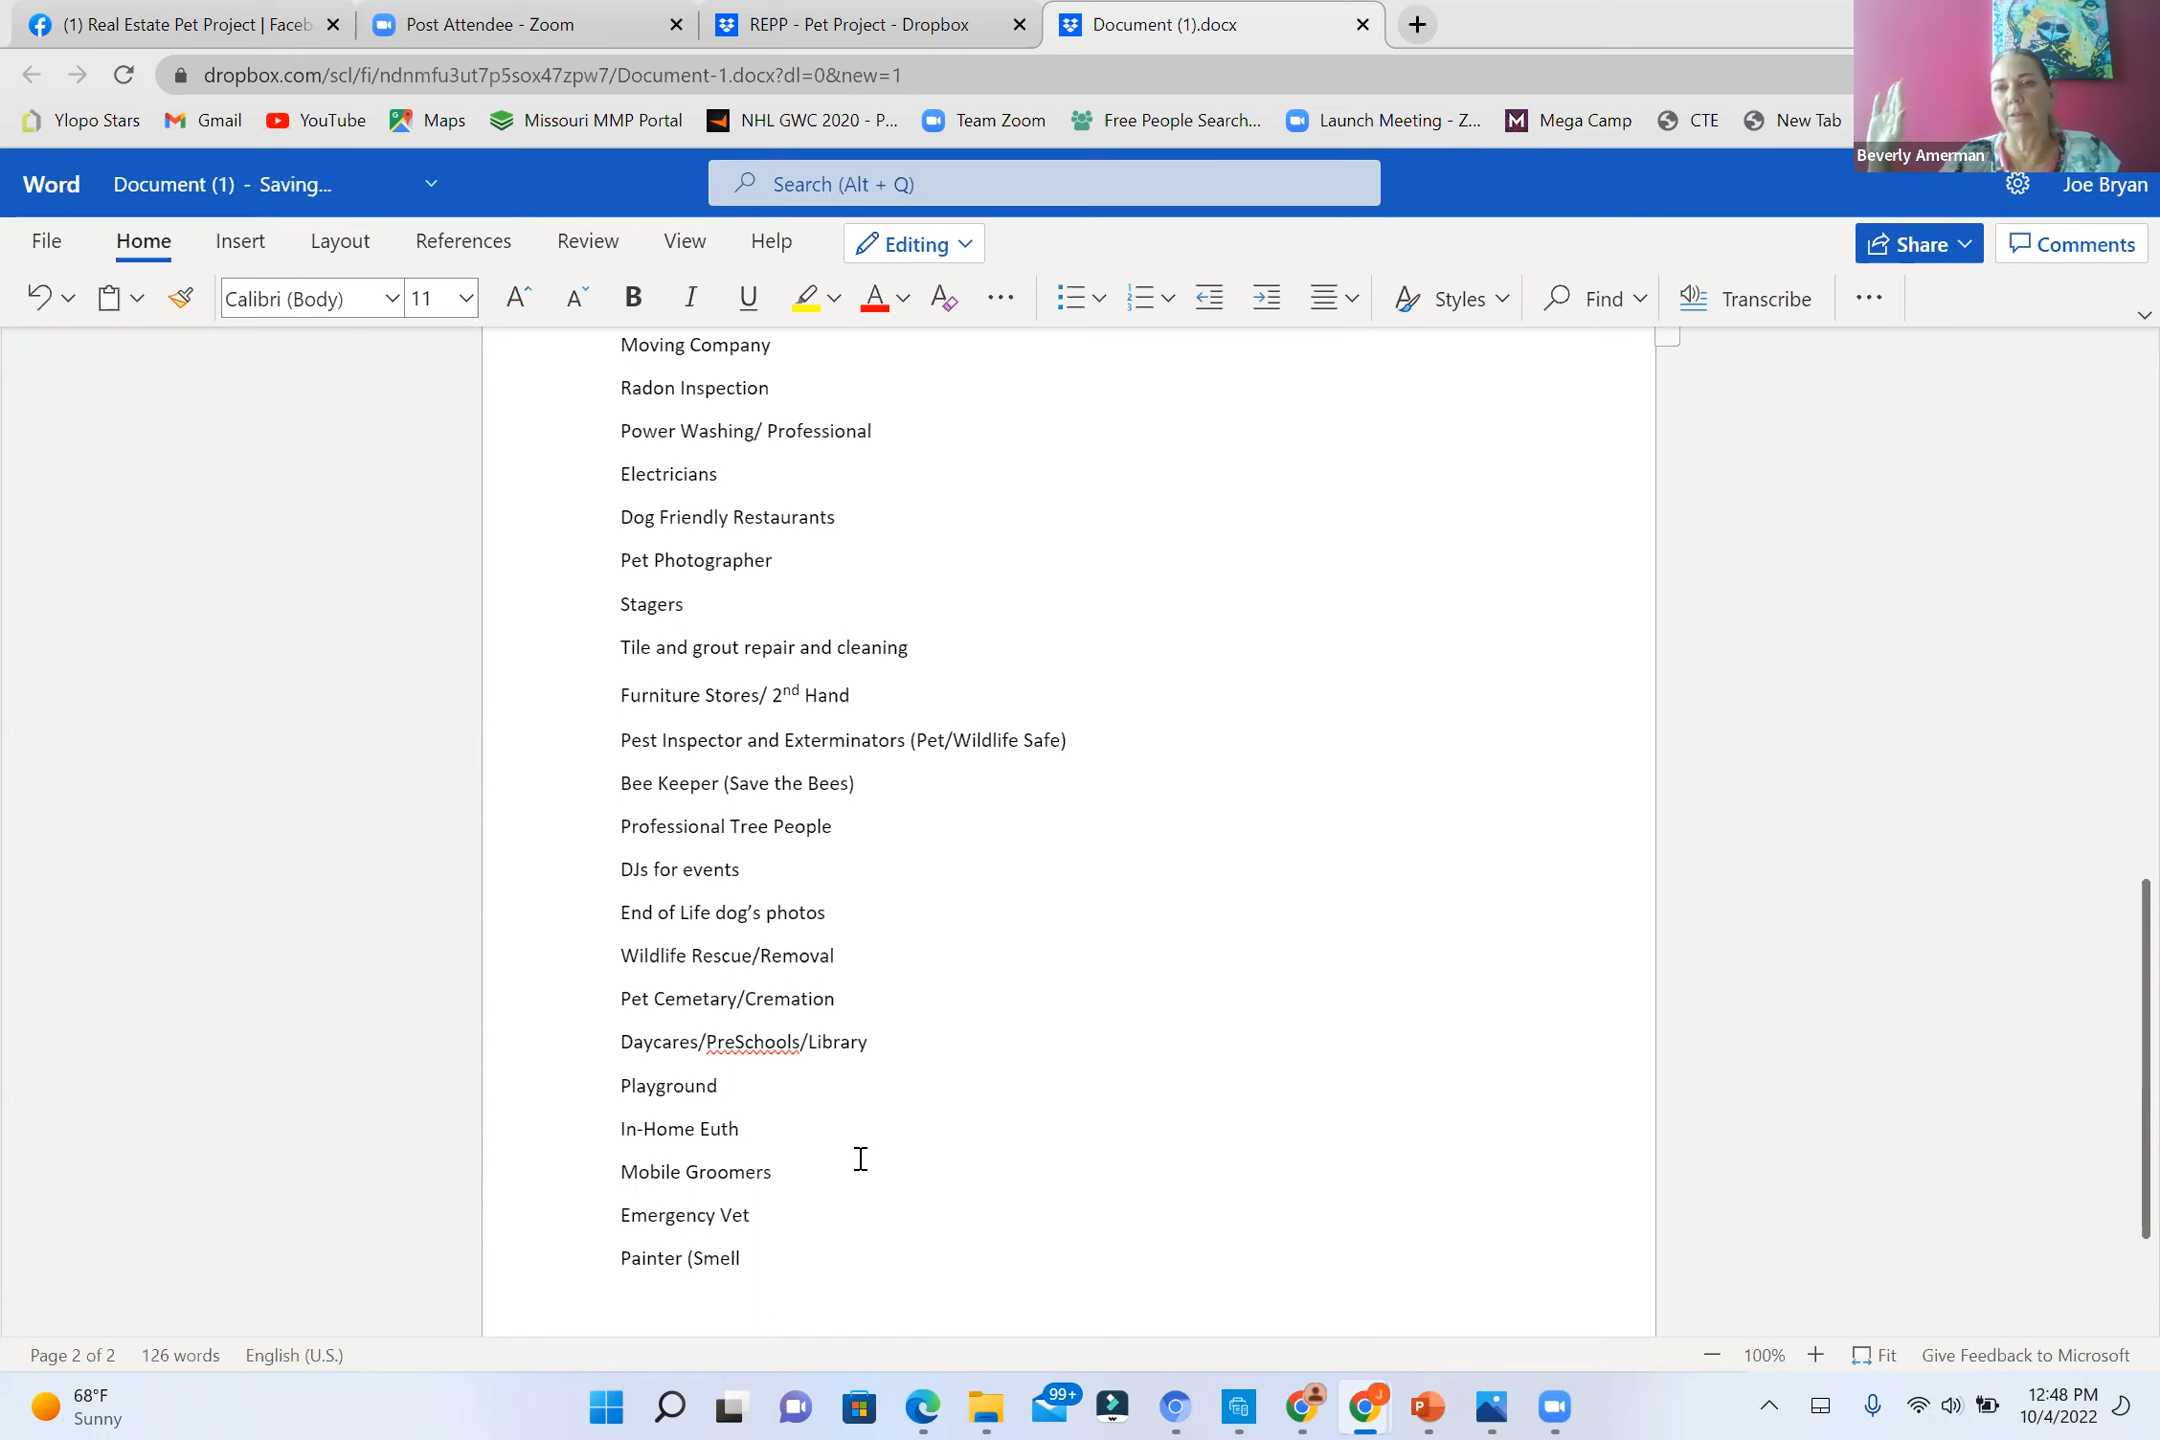 (1) Real Estate Pet Project | Faceb
Post Attendee - Zoom
REPP - Pet Project - Dropbox
Document (1).docx
dropbox.com/scl/fi/ndnmfu3ut7p5sox47zpw7/Document-1.docx?dl=0&new=1
Ylopo Stars
Gmail
YouTube
Maps
Missouri MMP Portal
NHL GWC 2020 - P...
Team Zoom
Free People Search...
Launch Meeting - Z...
Mega Camp
CTE
New Tab
Beverly Amerman
Word
Document (1) - Saving...
Search (Alt + Q)
Joe Bryan
File
Home
Insert
Layout
References
Review
View
Help
Editing
Share
Comments
Calibri (Body)
11
Styles
Find
Transcribe
Moving Company
Radon Inspection
Power Washing/ Professional
Electricians
Dog Friendly Restaurants
Pet Photographer
Stagers
Tile and grout repair and cleaning
Furniture Stores/ 2nd Hand
Pest Inspector and Exterminators (Pet/Wildlife Safe)
Bee Keeper (Save the Bees)
Professional Tree People
DJs for events
End of Life dog’s photos
Wildlife Rescue/Removal
Pet Cemetary/Cremation
Daycares/PreSchools/Library
Playground
In-Home Euth
Mobile Groomers
Emergency Vet
Painter (Smell
Page 2 of 2
126 words
English (U.S.)
100%
Fit
Give Feedback to Microsoft
68°F
Sunny
99+
12:48 PM
10/4/2022